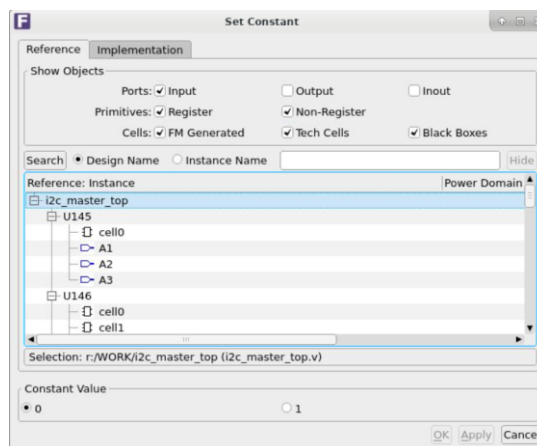 F Set Constant
Reference Implementation
Show Objects
Ports: Input Output Inout
Primitives: Register Non-Register
Cells: FM Generated Tech Cells Black Boxes
Search Design Name Instance Name Hide
Reference: Instance Power Domain
i2c_master_top
U145
cell0
A1
A2
A3
U146
cell0
cell1
Selection: r:/WORK/i2c_master_top (i2c_master_top.v)
Constant Value
0 1
OK Apply Cance